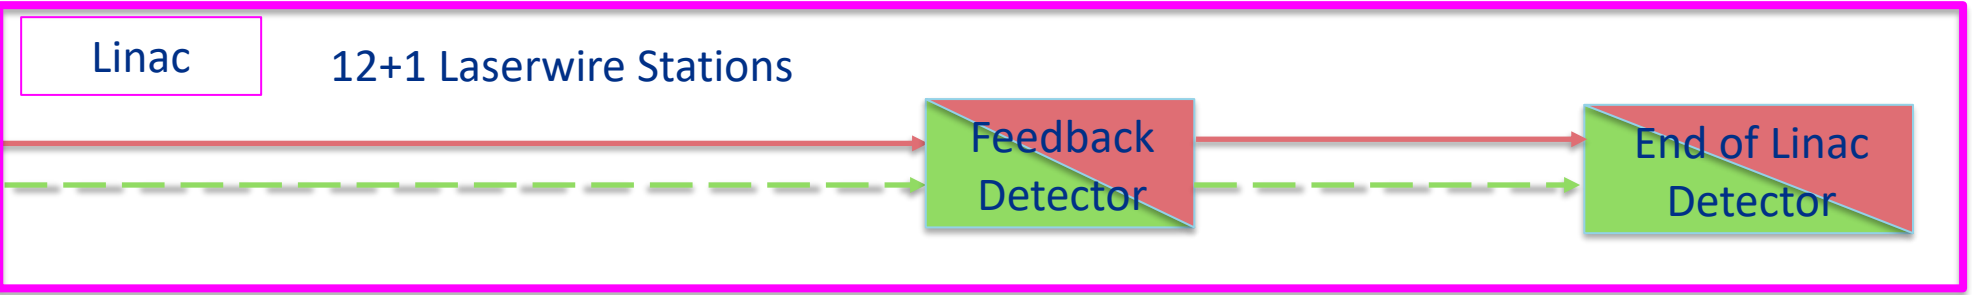 Linac
12+1 Laserwire Stations
Feedback
Detector
End of Linac
Detector